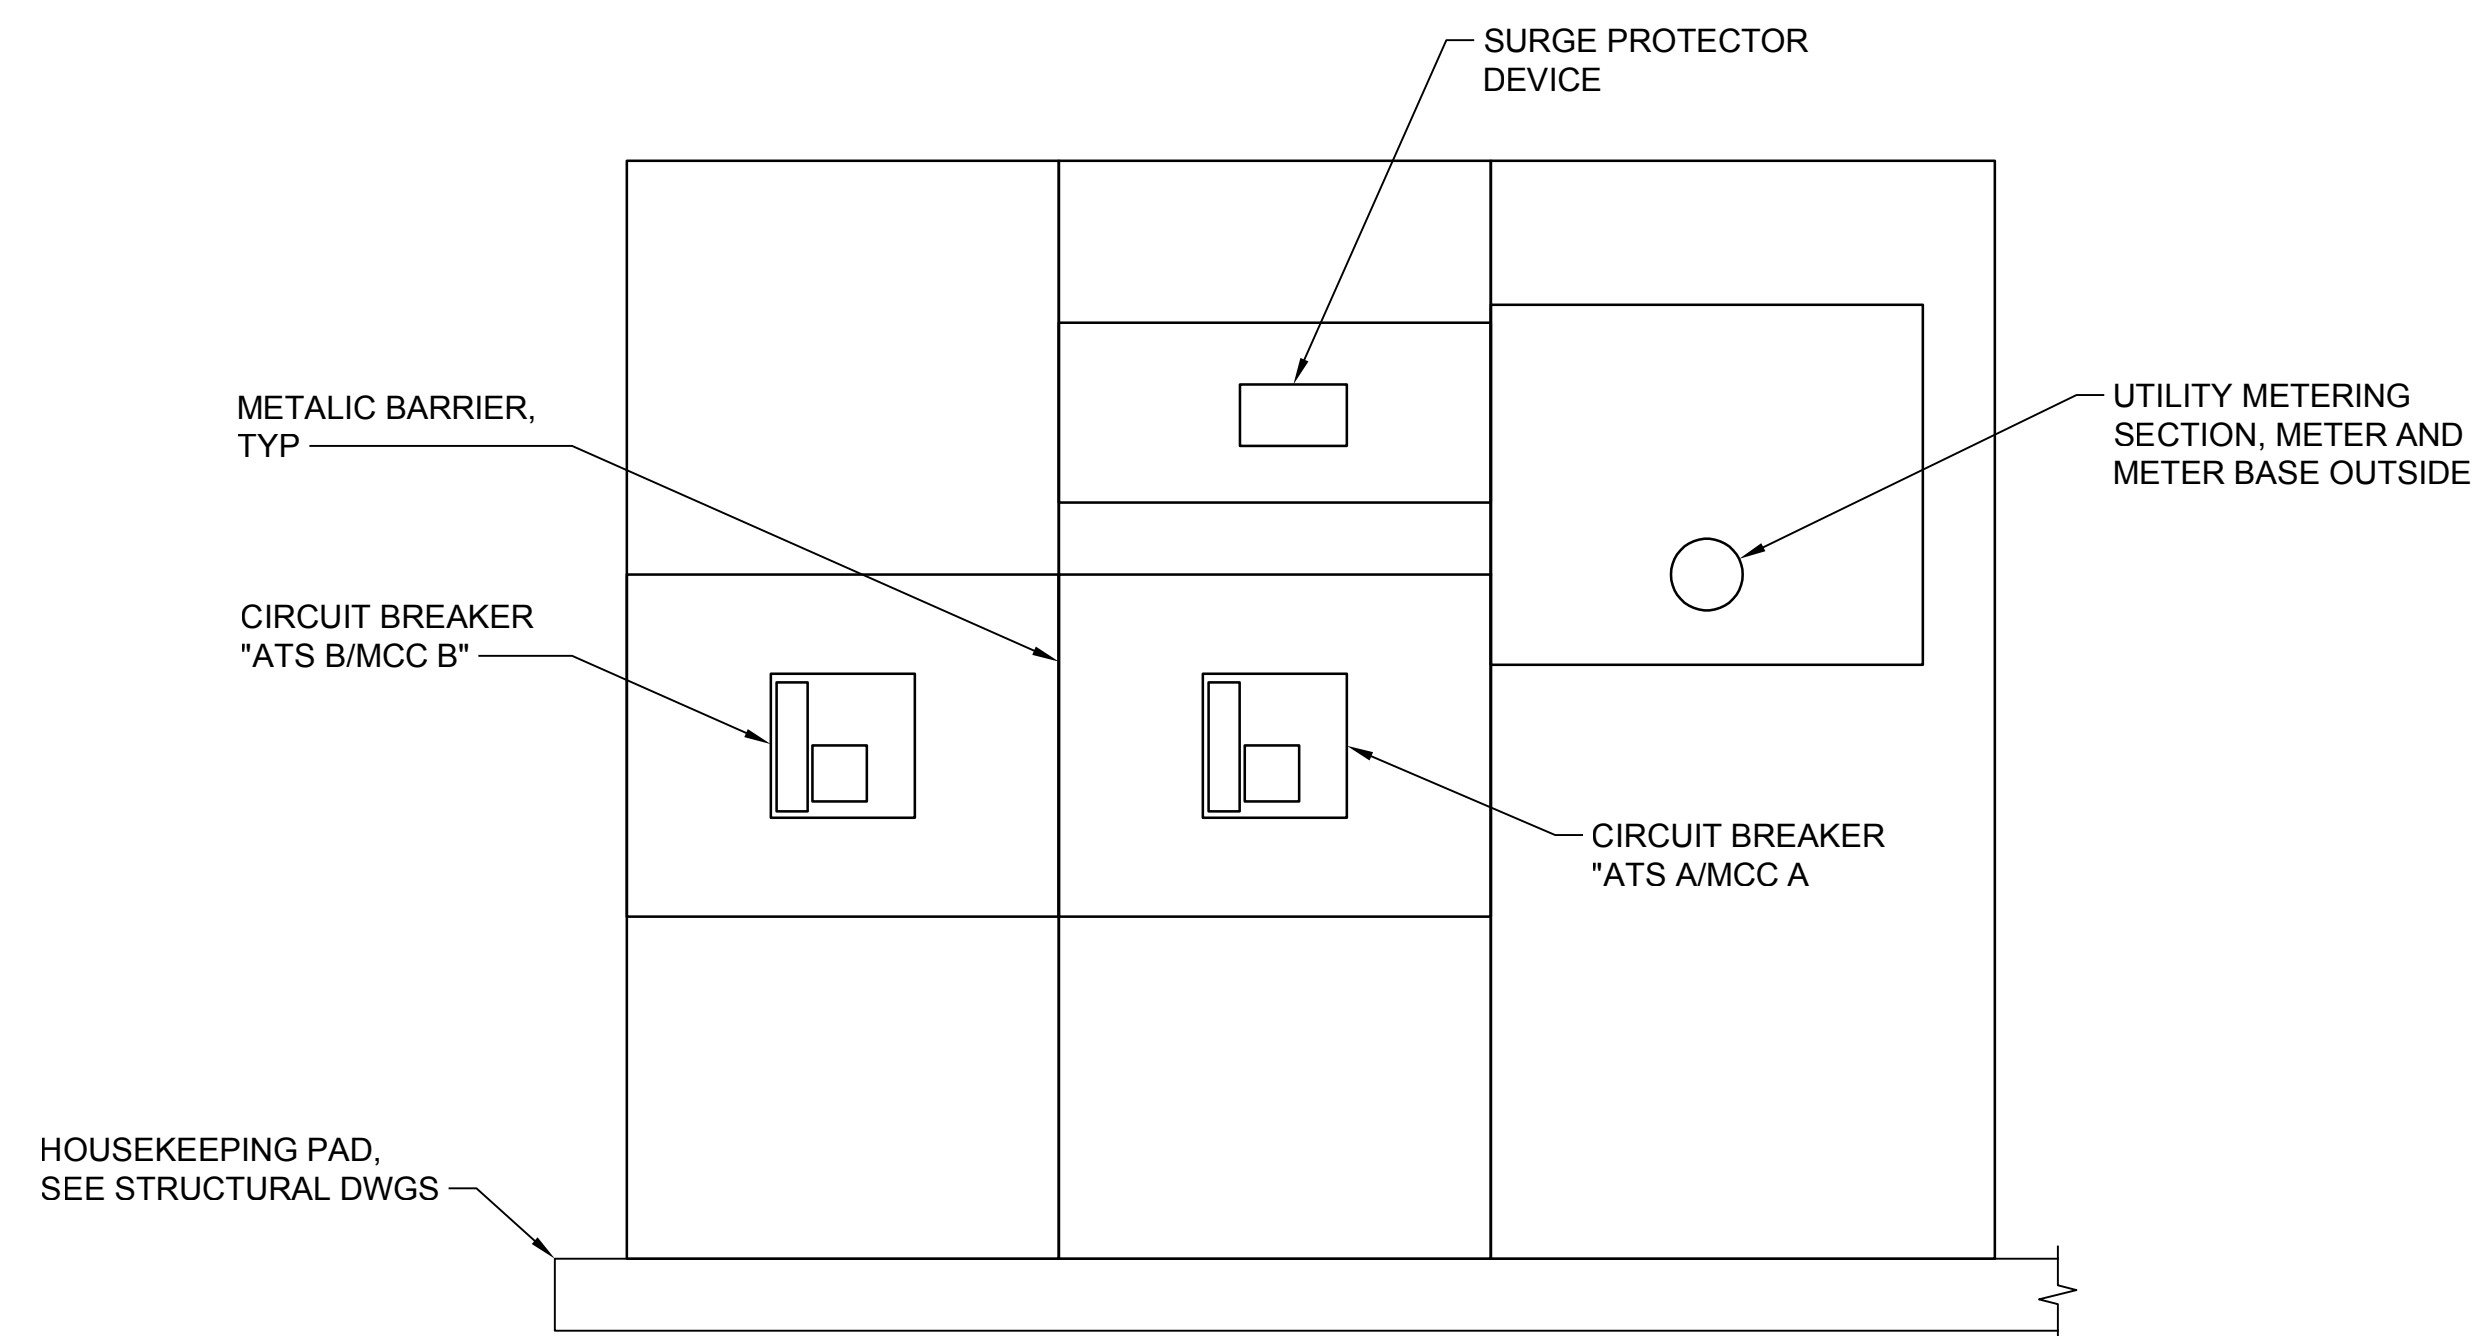 SURGE PROTECTOR
DEVICE
METALIC BARRIER,
TYP
UTILITY METERING
SECTION, METER AND
METER BASE OUTSIDE
CIRCUIT BREAKER
"ATS B/MCC B"
CIRCUIT BREAKER
"ATS A/MCC A
HOUSEKEEPING PAD,
SEE STRUCTURAL DWGS